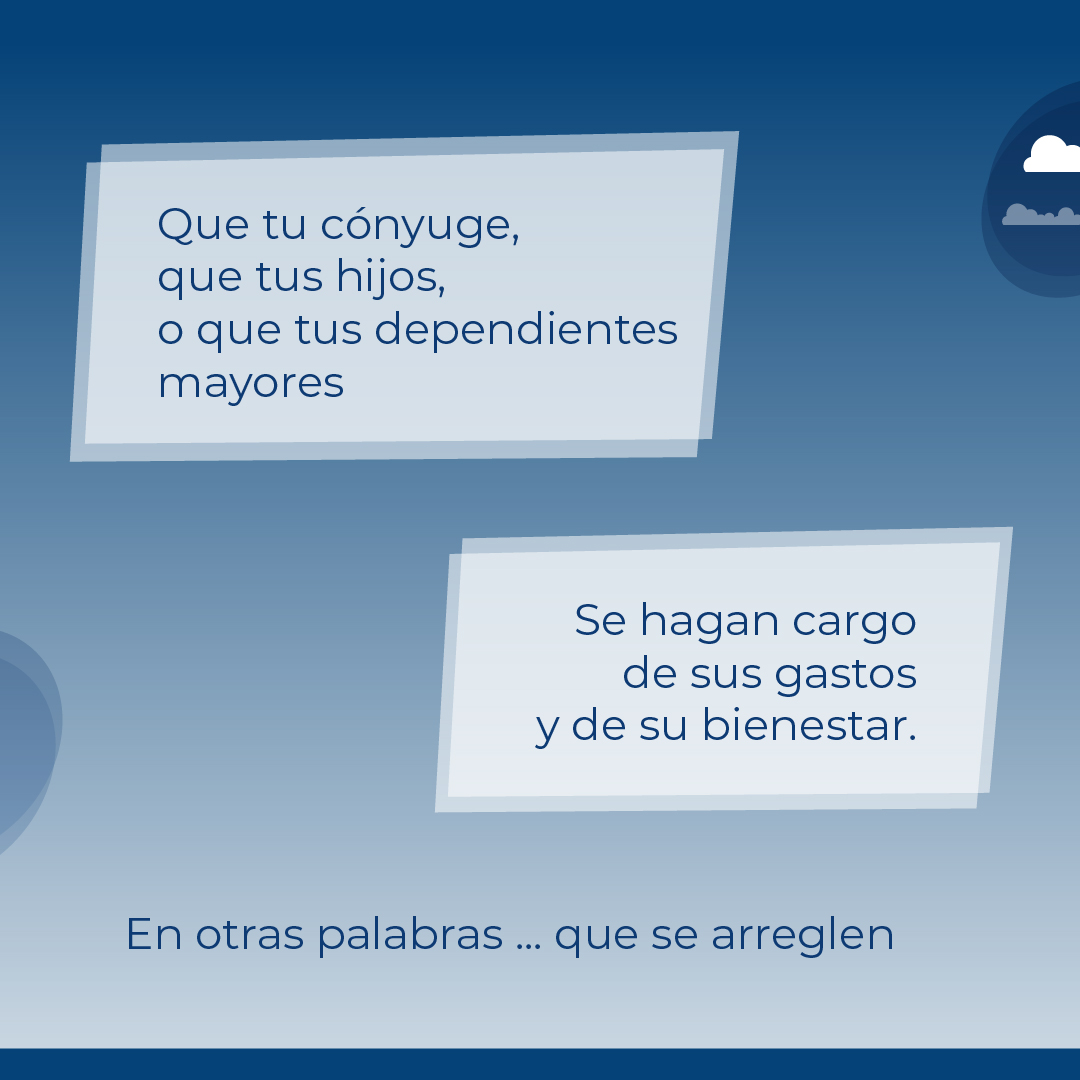 Que tu cónyuge,
que tus hijos,
o que tus dependientes
mayores
Se hagan cargo
de sus gastos
y de su bienestar.
En otras palabras ... que se arreglen